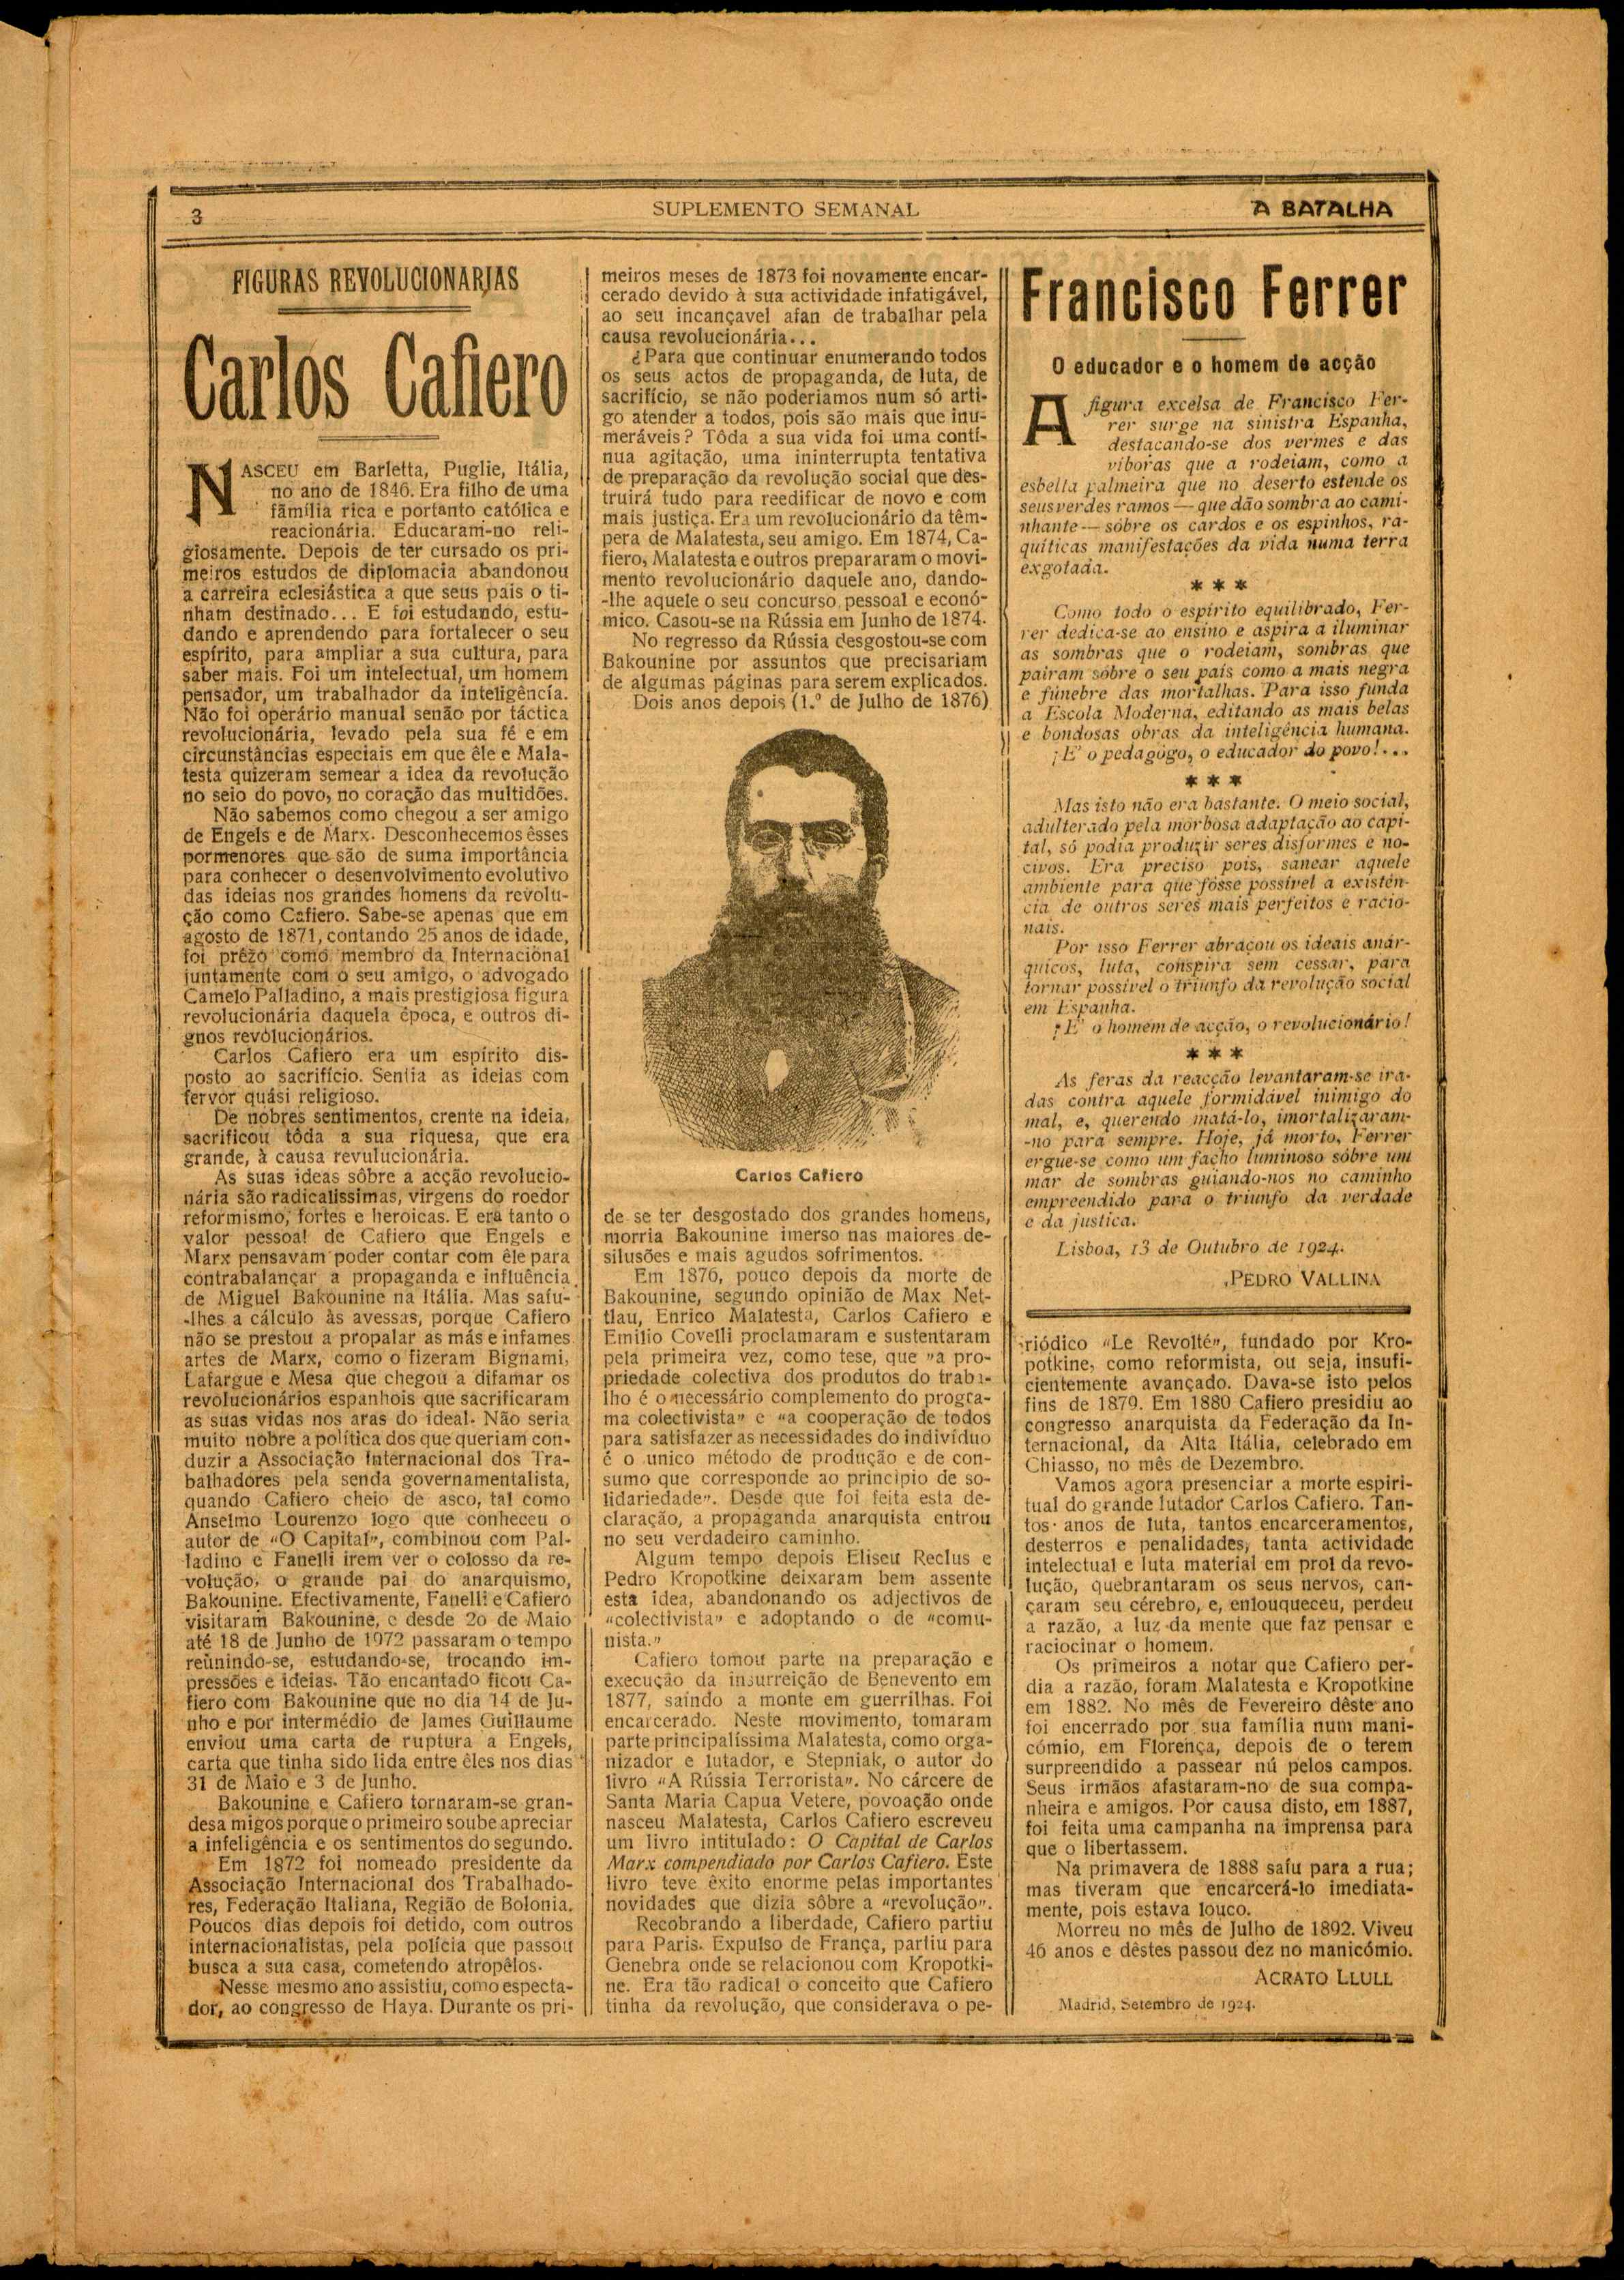 3
SUPLEMENTO SEMANAL
A BATALHA
FIGURAS REVOLUCIONARIAS
Carlos Cafiero
NASCEU em Barletta, Puglie, Itália,
no ano de 1846. Era filho de uma
família rica e portanto católica e
reacionária. Educaram-no reli-
giosamente. Depois de ter cursado os pri-
meiros estudos de diplomacia abandonou
a carreira eclesiástica a que seus pais o ti-
nham destinado... E foi estudando, estu-
dando e aprendendo para fortalecer o seu
espírito, para ampliar a sua cultura, para
saber mais. Foi um intelectual, um homem
pensador, um trabalhador da inteligência.
Não foi operário manual senão por táctica
revolucionária, levado pela sua fé e em
circunstâncias especiais em que êle e Mala-
testa quizeram semear a idea da revolução
no seio do povo, no coração das multidões.
Não sabemos como chegou a ser amigo
de Engels e de Marx. Desconhecemos êsses
pormenores que são de suma importância
para conhecer o desenvolvimento evolutivo
das ideias nos grandes homens da revolu-
ção como Cafiero. Sabe-se apenas que em
agosto de 1871, contando 25 anos de idade,
foi prêzo como membro da Internacional
juntamente com o seu amigo, o advogado
Camelo Palladino, a mais prestigiosa figura
revolucionária daquela época, e outros di-
gnos revolucionários.
Carlos Cafiero era um espírito dis-
posto ao sacrifício. Sentia as ideias com
fervor quási religioso.
De nobres sentimentos, crente na ideia,
sacrificou tôda a sua riquesa, que era
grande, à causa revulucionária.
As suas ideas sôbre a acção revolucio-
nária são radicalissimas, virgens do roedor
reformismo, fortes e heroicas. E era tanto o
valor pessoal de Cafiero que Engels e
Marx pensavam poder contar com êle para
contrabalançar a propaganda e influência
de Miguel Bakounine na Itália. Mas saíu-
-lhes a cálculo às avessas, porque Cafiero
não se prestou a propalar as más e infames
artes de Marx, como o fizeram Bignami,
Lafargue e Mesa que chegou a difamar os
revolucionários espanhois que sacrificaram
as suas vidas nos aras do ideal. Não seria
muito nobre a política dos que queriam con-
duzir a Associação Internacional dos Tra-
balhadores pela senda governamentalista,
quando Cafiero cheio de asco, tal como
Anselmo Lourenzo logo que conheceu o
autor de «O Capital», combinou com Pal-
ladino e Fanelli irem ver o colosso da re-
volução, o grande pai do anarquismo,
Bakounine. Efectivamente, Fanelli e Cafiero
visitaram Bakounine, e desde 20 de Maio
até 18 de Junho de 1972 passaram o tempo
reünindo-se, estudando-se, trocando im-
pressões e ideias. Tão encantado ficou Ca-
fiero com Bakounine que no dia 14 de Ju-
nho e por intermédio de James Guillaume
enviou uma carta de ruptura a Engels,
carta que tinha sido lida entre êles nos dias
31 de Maio e 3 de Junho.
Bakounine e Cafiero tornaram-se gran-
desa migos porque o primeiro soube apreciar
a inteligência e os sentimentos do segundo.
Em 1872 foi nomeado presidente da
Associação Internacional dos Trabalhado-
res, Federação Italiana, Região de Bolonia.
Poucos dias depois foi detido, com outros
internacionalistas, pela polícia que passou
busca a sua casa, cometendo atropêlos.
Nesse mesmo ano assistiu, como especta-
dor, ao congresso de Haya. Durante os pri-
meiros meses de 1873 foi novamente encar-
cerado devido à sua actividade infatigável,
ao seu incançavel afan de trabalhar pela
causa revolucionária...
¿Para que continuar enumerando todos
os seus actos de propaganda, de luta, de
sacrifício, se não poderiamos num só arti-
go atender a todos, pois são mais que inu-
meráveis? Tôda a sua vida foi uma conti-
nua agitação, uma ininterrupta tentativa
de preparação da revolução social que des-
truirá tudo para reedificar de novo e com
mais justiça. Era um revolucionário da têm-
pera de Malatesta, seu amigo. Em 1874, Ca-
fiero, Malatesta e outros prepararam o movi-
mento revolucionário daquele ano, dando-
-lhe aquele o seu concurso pessoal e econó-
mico. Casou-se na Rússia em Junho de 1874.
No regresso da Rússia desgostou-se com
Bakounine por assuntos que precisariam
de algumas páginas para serem explicados.
Dois anos depois (1.º de Julho de 1876)
Carlos Cafiero
de se ter desgostado dos grandes homens,
morria Bakounine imerso nas maiores de-
silusões e mais agudos sofrimentos.
Em 1876, pouco depois da morte de
Bakounine, segundo opinião de Max Net-
tlau, Enrico Malatesta, Carlos Cafiero e
Emilio Covelli proclamaram e sustentaram
pela primeira vez, como tese, que «a pro-
priedade colectiva dos produtos do traba-
lho é o necessário complemento do progra-
ma colectivista» e «a cooperação de todos
para satisfazer as necessidades do indivíduo
é o unico método de produção e de con-
sumo que corresponde ao principio de so-
lidariedade». Desde que foi feita esta de-
claração, a propaganda anarquista entrou
no seu verdadeiro caminho.
Algum tempo depois Eliseu Reclus e
Pedro Kropotkine deixaram bem assente
esta idea, abandonando os adjectivos de
«colectivista» e adoptando o de «comu-
nista.»
Cafiero tomou parte na preparação e
execução da insurreição de Benevento em
1877, saíndo a monte em guerrilhas. Foi
encarcerado. Neste movimento, tomaram
parte principalíssima Malatesta, como orga-
nizador e lutador, e Stepniak, o autor do
livro «A Rússia Terrorista». No cárcere de
Santa Maria Capua Vetere, povoação onde
nasceu Malatesta, Carlos Cafiero escreveu
um livro intitulado: O Capital de Carlos
Marx compendiado por Carlos Cafiero. Este
livro teve êxito enorme pelas importantes
novidades que dizia sôbre a «revolução».
Recobrando a liberdade, Cafiero partiu
para Paris. Expulso de França, partiu para
Genebra onde se relacionou com Kropotki-
ne. Era tão radical o conceito que Cafiero
tinha da revolução, que considerava o pe-
Francisco Ferrer
O educador e o homem de acção
A figura excelsa de Francisco Fer-
rer surge na sinistra Espanha,
destacando-se dos vermes e das
víboras que a rodeiam, como a
esbelta palmeira que no deserto estende os
seus verdes ramos — que dão sombra ao cami-
nhante — sôbre os cardos e os espinhos, ra-
quíticas manifestações da vida numa terra
exgotada.
* * *
Como todo o espírito equilibrado, Fer-
rer dedica-se ao ensino e aspira a iluminar
as sombras que o rodeiam, sombras que
pairam sôbre o seu país como a mais negra
e fúnebre das mortalhas. Para isso funda
a Escola Moderna, editando as mais belas
e bondosas obras da inteligência humana.
¡E' o pedagogo, o educador do povo!...
* * *
Mas isto não era bastante. O meio social,
adulterado pela morbosa adaptação ao capi-
tal, só podia produzir seres disformes e no-
civos. Era preciso pois, sanear aquele
ambiente para que fôsse possível a existên-
cia de outros seres mais perfeitos e racio-
nais.
Por isso Ferrer abraçou os ideais anár-
quicos, luta, conspira sem cessar, para
tornar possível o triunfo da revolução social
em Espanha.
¡E' o homem de acção, o revolucionário!
* * *
As feras da reacção levantaram-se ira-
das contra aquele formidável inimigo do
mal, e, querendo matá-lo, imortalizaram-
-no para sempre. Hoje, já morto, Ferrer
ergue-se como um facho luminoso sôbre um
mar de sombras guiando-nos no caminho
empreendido para o triunfo da verdade
e da justiça.
Lisboa, 13 de Outubro de 1924.
PEDRO VALLINA
riódico «Le Revolté», fundado por Kro-
potkine, como reformista, ou seja, insufi-
cientemente avançado. Dava-se isto pelos
fins de 1879. Em 1880 Cafiero presidiu ao
congresso anarquista da Federação da In-
ternacional, da Alta Itália, celebrado em
Chiasso, no mês de Dezembro.
Vamos agora presenciar a morte espiri-
tual do grande lutador Carlos Cafiero. Tan-
tos anos de luta, tantos encarceramentos,
desterros e penalidades, tanta actividade
intelectual e luta material em prol da revo-
lução, quebrantaram os seus nervos, can-
çaram seu cérebro, e, enlouqueceu, perdeu
a razão, a luz da mente que faz pensar e
raciocinar o homem.
Os primeiros a notar que Cafiero per-
dia a razão, foram Malatesta e Kropotkine
em 1882. No mês de Fevereiro dêste ano
foi encerrado por sua família num mani-
cómio, em Florença, depois de o terem
surpreendido a passear nú pelos campos.
Seus irmãos afastaram-no de sua compa-
nheira e amigos. Por causa disto, em 1887,
foi feita uma campanha na imprensa para
que o libertassem.
Na primavera de 1888 saíu para a rua;
mas tiveram que encarcerá-lo imediata-
mente, pois estava louco.
Morreu no mês de Julho de 1892. Viveu
46 anos e dêstes passou dez no manicómio.
ACRATO LLULL
Madrid, Setembro de 1924.